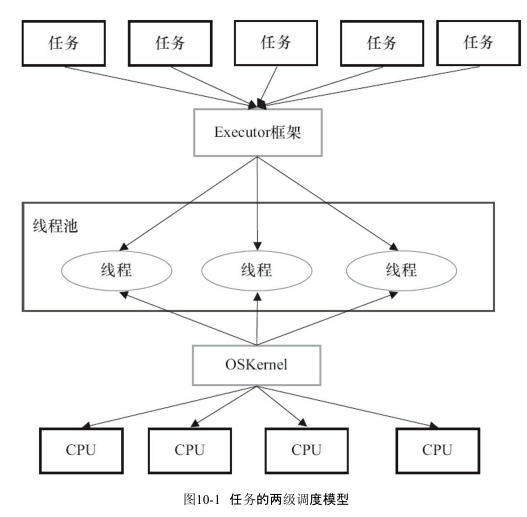 任务 任务 任务 任务 任务
Executor框架
线程池
线程 线程 线程
OSKernel
CPU CPU CPU CPU
图10-1 任务的两级调度模型